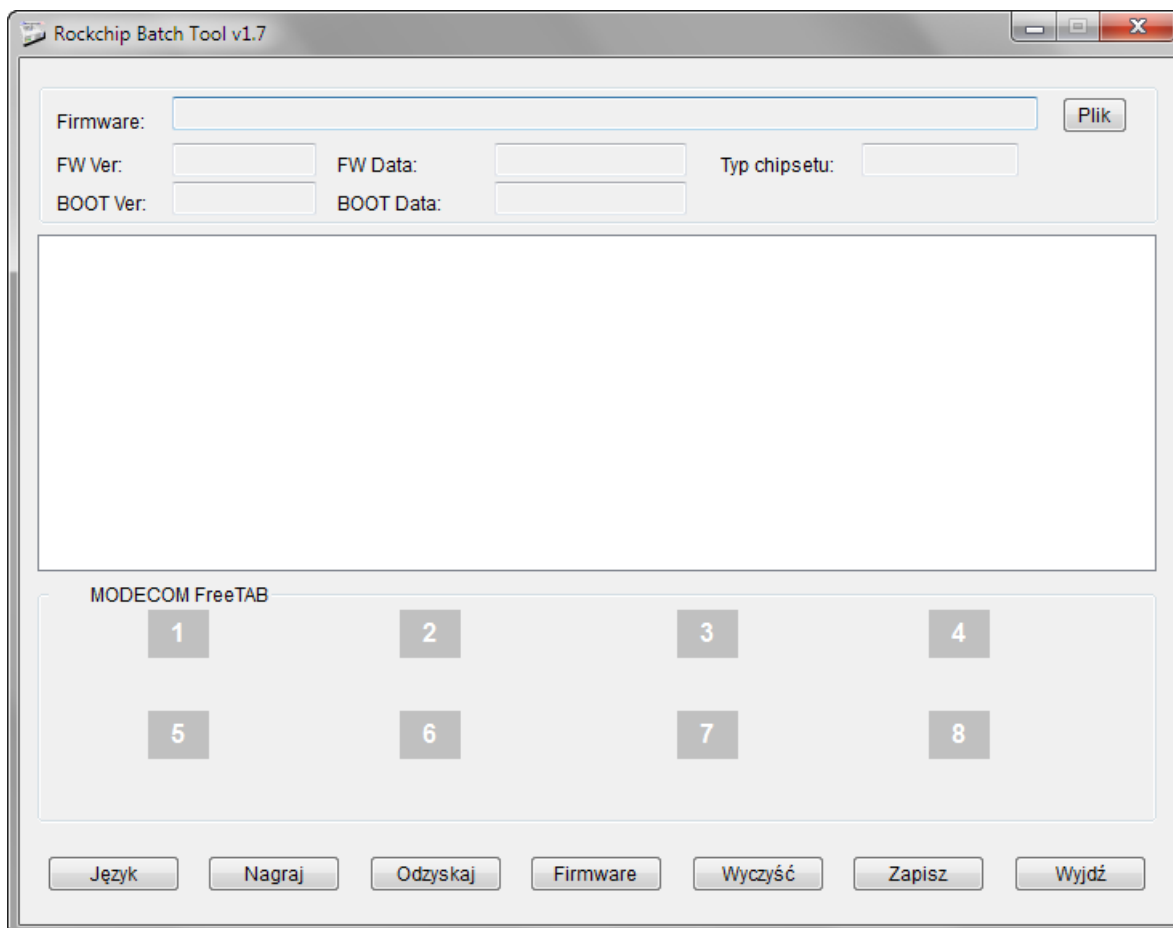 Rockchip Batch Tool v1.7
Firmware: Plik
FW Ver: FW Data: Typ chipsetu:
BOOT Ver: BOOT Data:
MODECOM FreeTAB
1 2 3 4
5 6 7 8
Język Nagraj Odzyskaj Firmware Wyczyść Zapisz Wyjdź